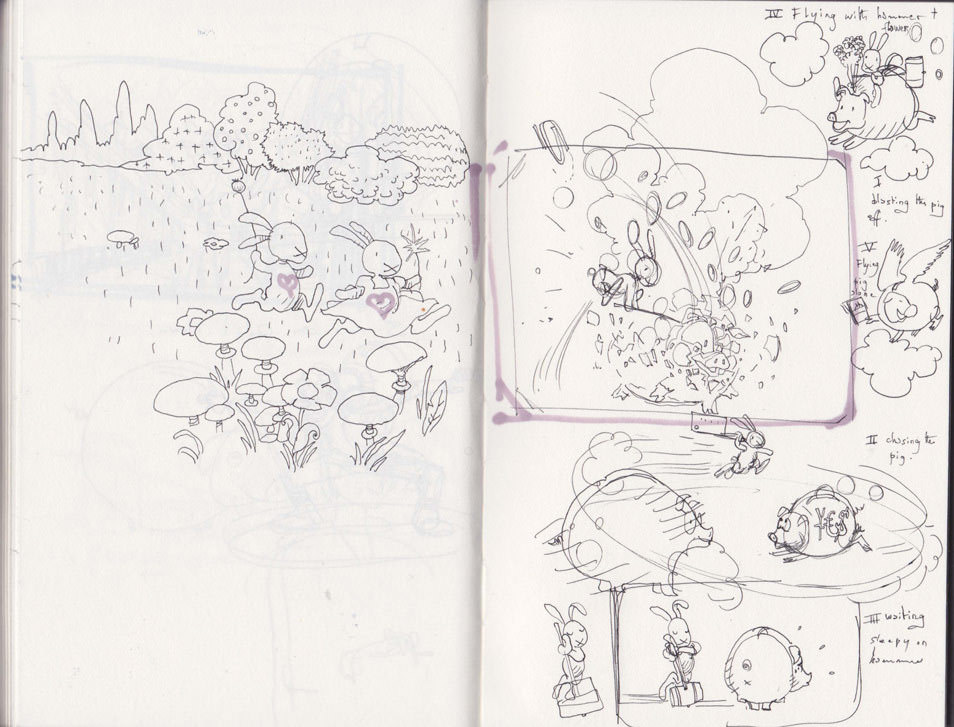 IV Flying with hammer +
flower
I
blasting the pig
off.
V
Flying
pig
II chasing the
pig.
¥€$
III waiting
sleepy on
hammer